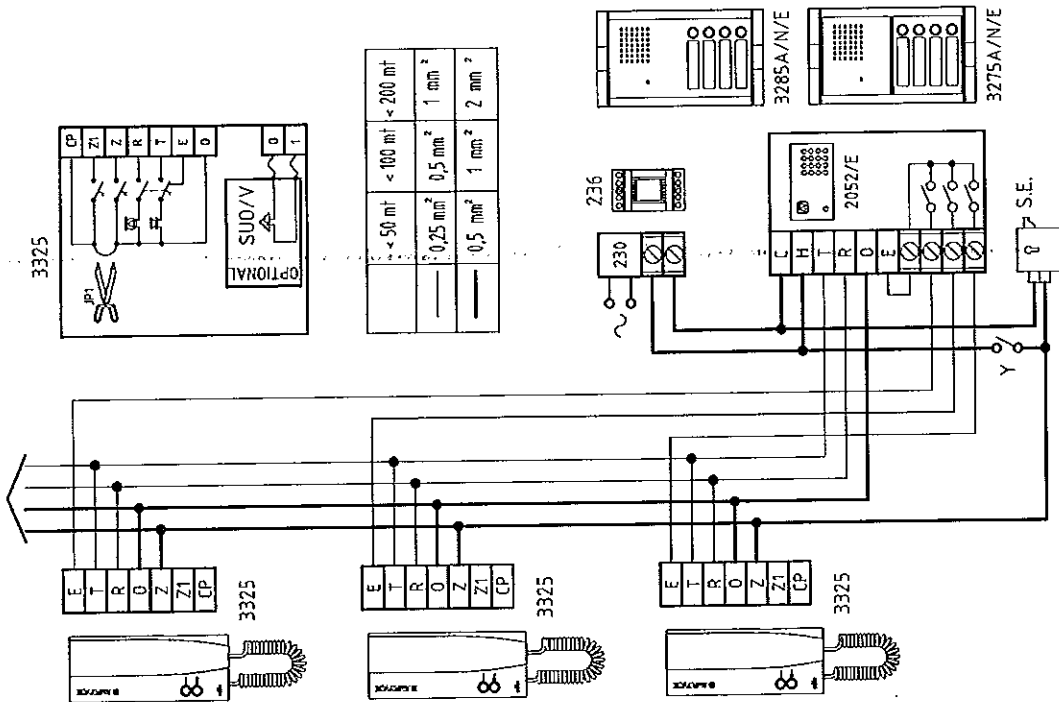 3325
JP1
CP
Z1
Z
R
T
E
0
OPTIONAL
SUO/V
0
1
< 50 mt < 100 mt < 200 mt
0,25 mm² 0,5 mm² 1 mm²
0,5 mm² 1 mm² 2 mm²
3285A/N/E
3275A/N/E
236
230
2052/E
C
H
T
R
0
E
S.E.
Y
E
T
R
0
Z
Z1
CP
3325
E
T
R
0
Z
Z1
CP
3325
E
T
R
0
Z
Z1
CP
3325